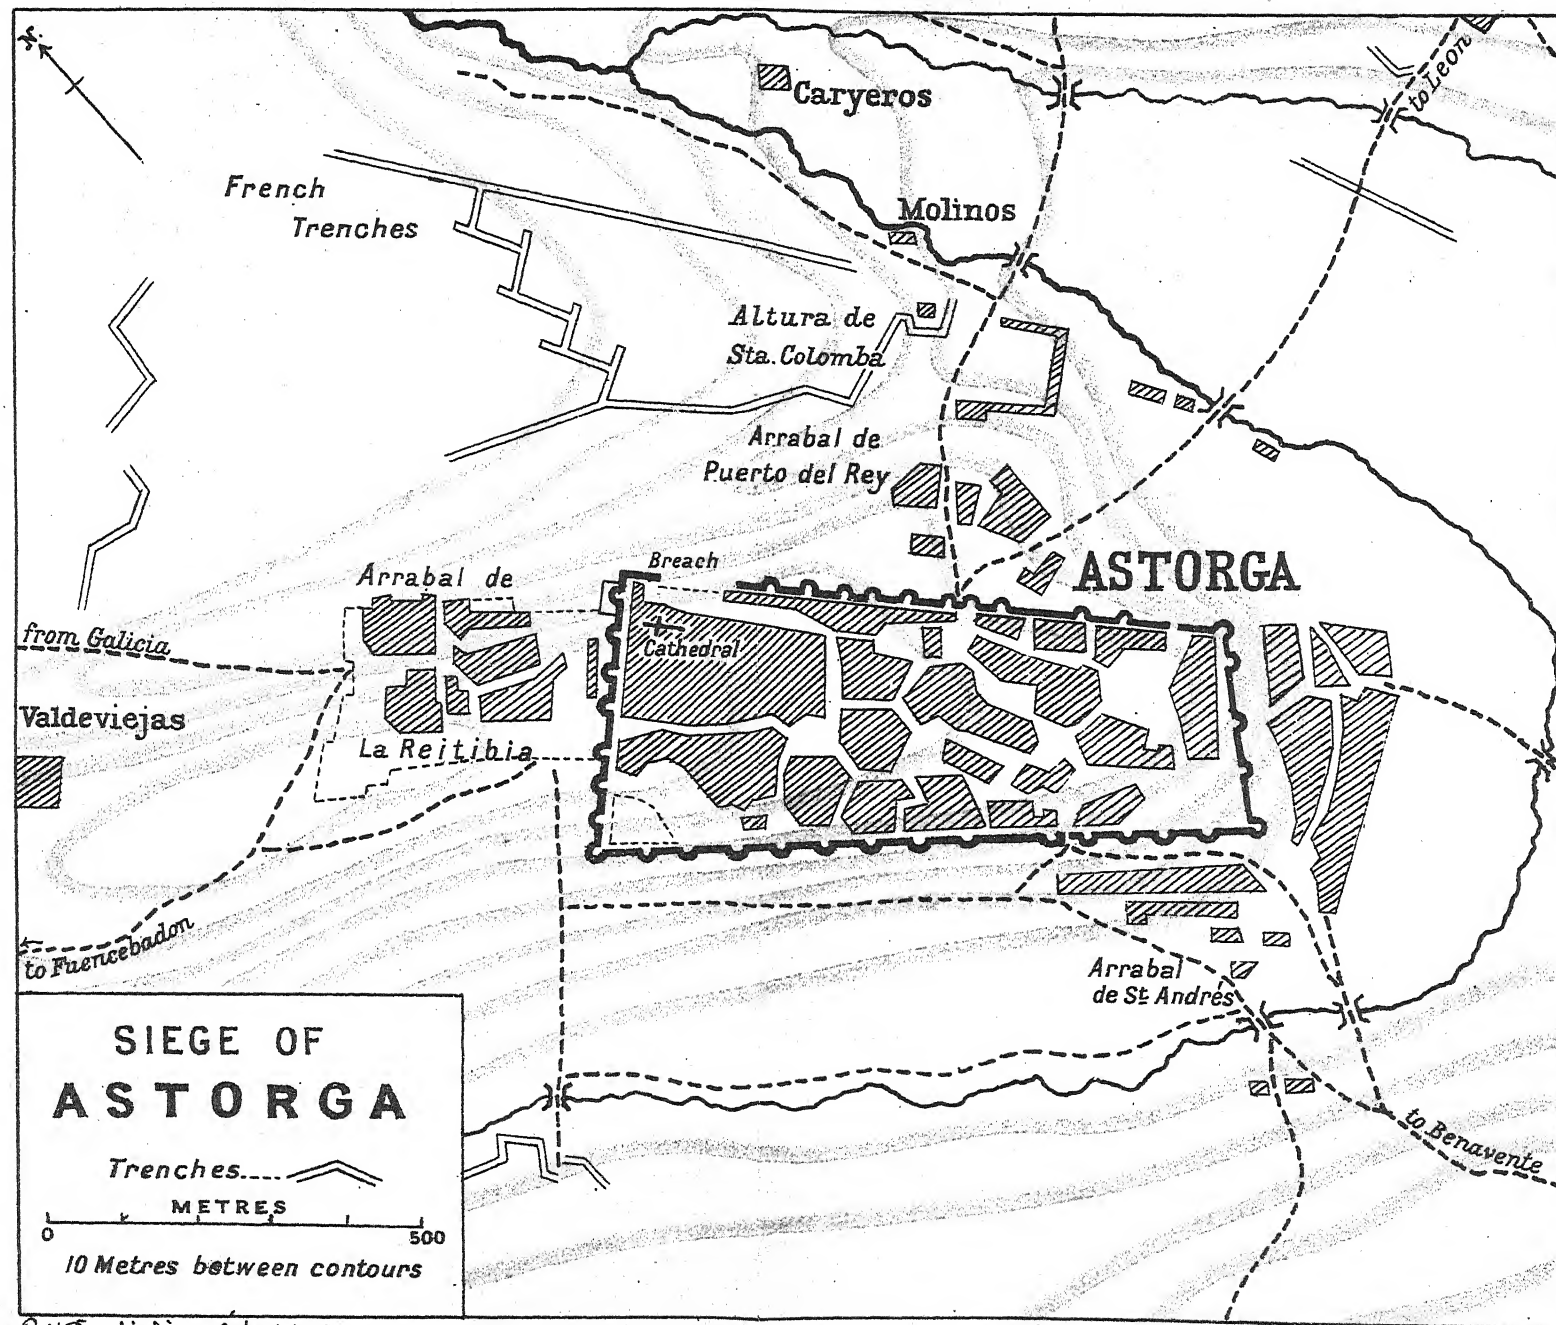 N.
to Leon
Caryeros
French
Trenches
Molinos
Altura de
Sta. Colomba
Arrabal de
Puerto del Rey
Breach
ASTORGA
Arrabal de
from Galicia
Cathedral
Valdeviejas
La Reitibia
to Fuencebadon
Arrabal
de St. Andrés
to Benavente
SIEGE OF
ASTORGA
Trenches....
METRES
0 500
10 Metres between contours